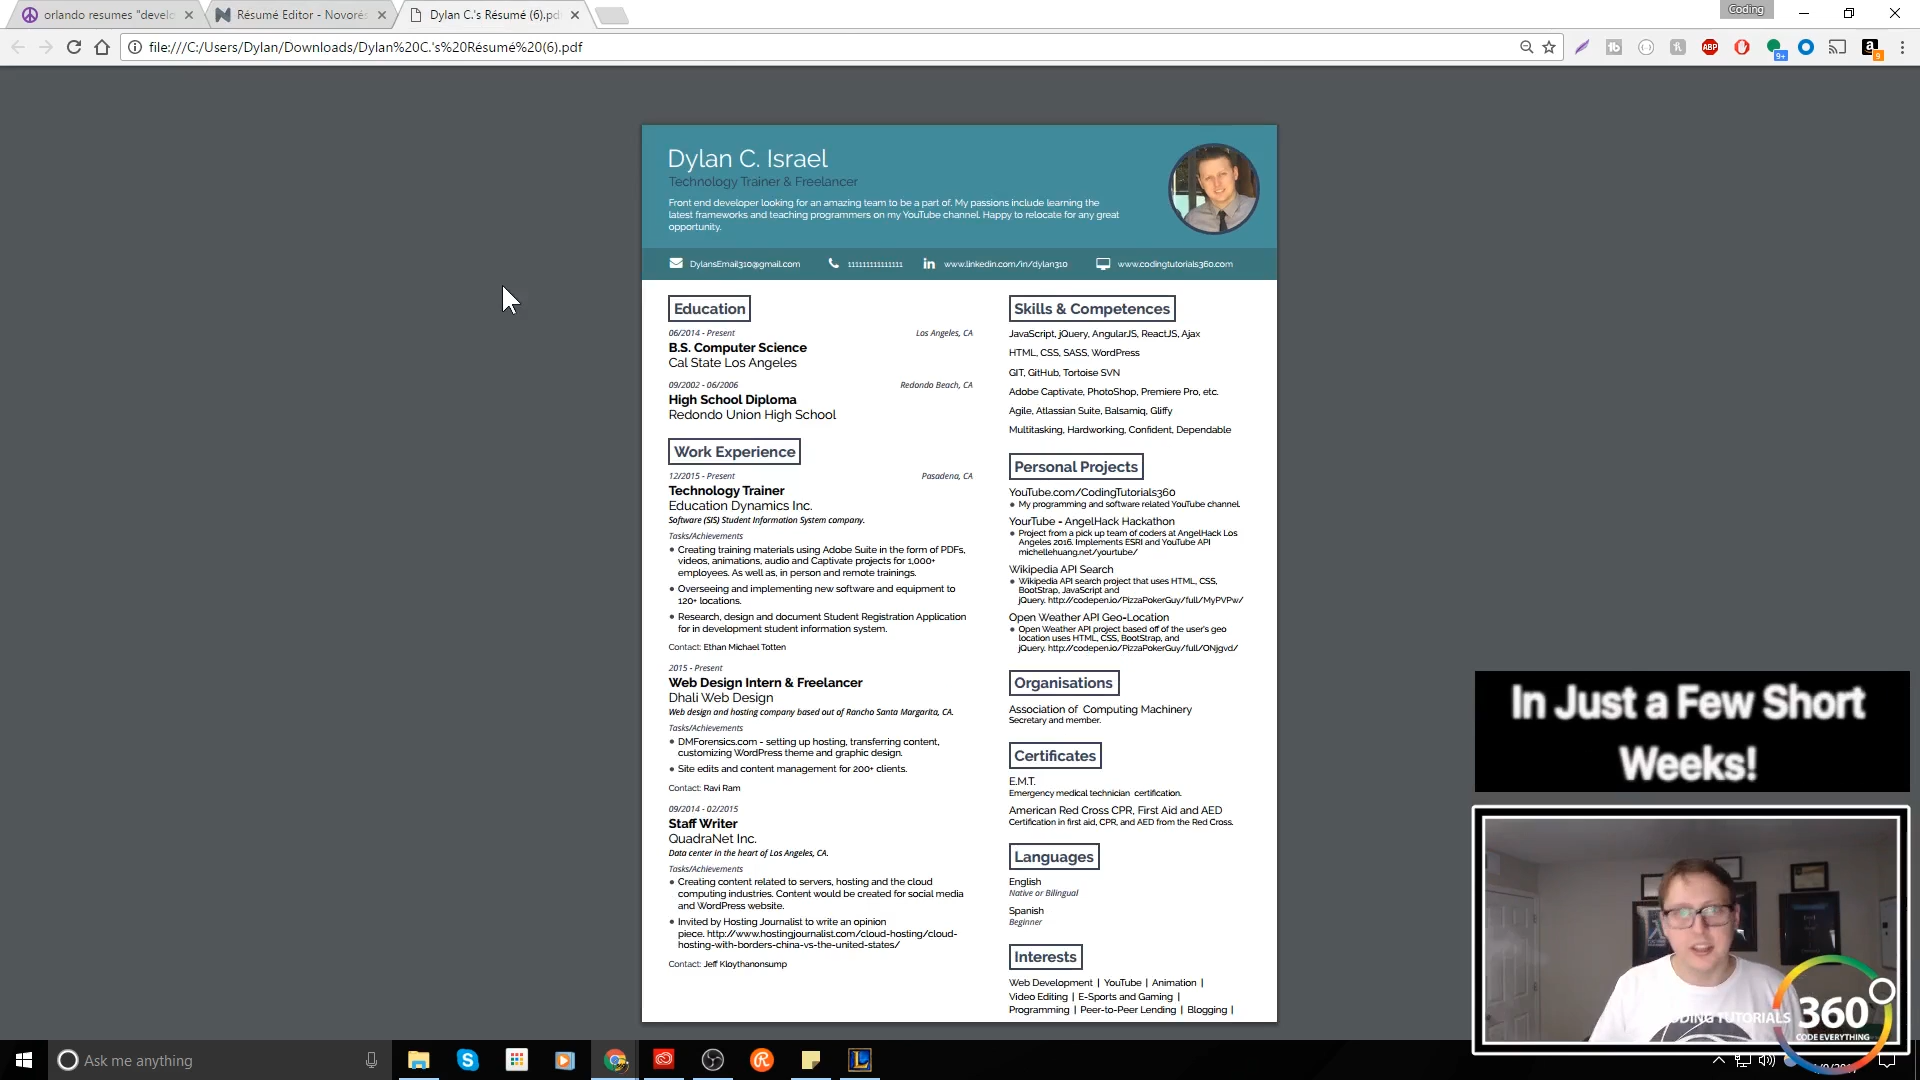 orlando resumes "develo
Résumé Editor - Novoré
Dylan C.'s Résumé (6).pd
Coding
file:///C:/Users/Dylan/Downloads/Dylan%20C.'s%20Résumé%20(6).pdf
ABP
9+
9
Dylan C. Israel
Technology Trainer & Freelancer
Front end developer looking for an amazing team to be a part of. My passions include learning the
latest frameworks and teaching programmers on my YouTube channel. Happy to relocate for any great
opportunity.
DylansEmail310@gmail.com
www.linkedin.com/in/dylan310
www.codingtutorials360.com
Education
06/2014 - Present Los Angeles, CA
B.S. Computer Science
Cal State Los Angeles
09/2002 - 06/2006 Redondo Beach, CA
High School Diploma
Redondo Union High School
Work Experience
12/2015 - Present Pasadena, CA
Technology Trainer
Education Dynamics Inc.
Software (SIS) Student Information System company.
Tasks/Achievements
Creating training materials using Adobe Suite in the form of PDFs,
videos, animations, audio and Captivate projects for 1,000+
employees. As well as, in person and remote trainings.
Overseeing and implementing new software and equipment to
120+ locations.
Research, design and document Student Registration Application
for in development student information system.
Contact: Ethan Michael Totten
2015 - Present
Web Design Intern & Freelancer
Dhali Web Design
Web design and hosting company based out of Rancho Santa Margarita, CA.
Tasks/Achievements
DMForensics.com - setting up hosting, transferring content,
customizing WordPress theme and graphic design.
Site edits and content management for 200+ clients.
Contact: Ravi Ram
09/2014 - 02/2015
Staff Writer
QuadraNet Inc.
Data center in the heart of Los Angeles, CA.
Tasks/Achievements
Creating content related to servers, hosting and the cloud
computing industries. Content would be created for social media
and WordPress website.
Invited by Hosting Journalist to write an opinion
piece. http://www.hostingjournalist.com/cloud-hosting/cloud-
hosting-with-borders-china-vs-the-united-states/
Contact: Jeff Kloythanonsump
Skills & Competences
JavaScript, jQuery, AngularJS, ReactJS, Ajax
HTML, CSS, SASS, WordPress
GIT, GitHub, Tortoise SVN
Adobe Captivate, PhotoShop, Premiere Pro, etc.
Agile, Atlassian Suite, Balsamiq, Gliffy
Multitasking, Hardworking, Confident, Dependable
Personal Projects
YouTube.com/CodingTutorials360
My programming and software related YouTube channel.
YourTube - AngelHack Hackathon
Project from a pick up team of coders at AngelHack Los
Angeles 2016. Implements ESRI and YouTube API
michellehuang.net/yourtube/
Wikipedia API Search
Wikipedia API search project that uses HTML, CSS,
BootStrap, JavaScript and
jQuery. http://codepen.io/PizzaPokerGuy/full/MyPVPw/
Open Weather API Geo-Location
Open Weather API project based off of the user's geo
location uses HTML, CSS, BootStrap, and
jQuery. http://codepen.io/PizzaPokerGuy/full/ONjgvd/
Organisations
Association of Computing Machinery
Secretary and member.
Certificates
E.M.T.
Emergency medical technician certification.
American Red Cross CPR, First Aid and AED
Certification in first aid, CPR, and AED from the Red Cross.
Languages
English
Native or Bilingual
Spanish
Beginner
Interests
Web Development | YouTube | Animation |
Video Editing | E-Sports and Gaming |
Programming | Peer-to-Peer Lending | Blogging |
In Just a Few Short
Weeks!
CODING TUTORIALS
360
CODE EVERYTHING
Ask me anything